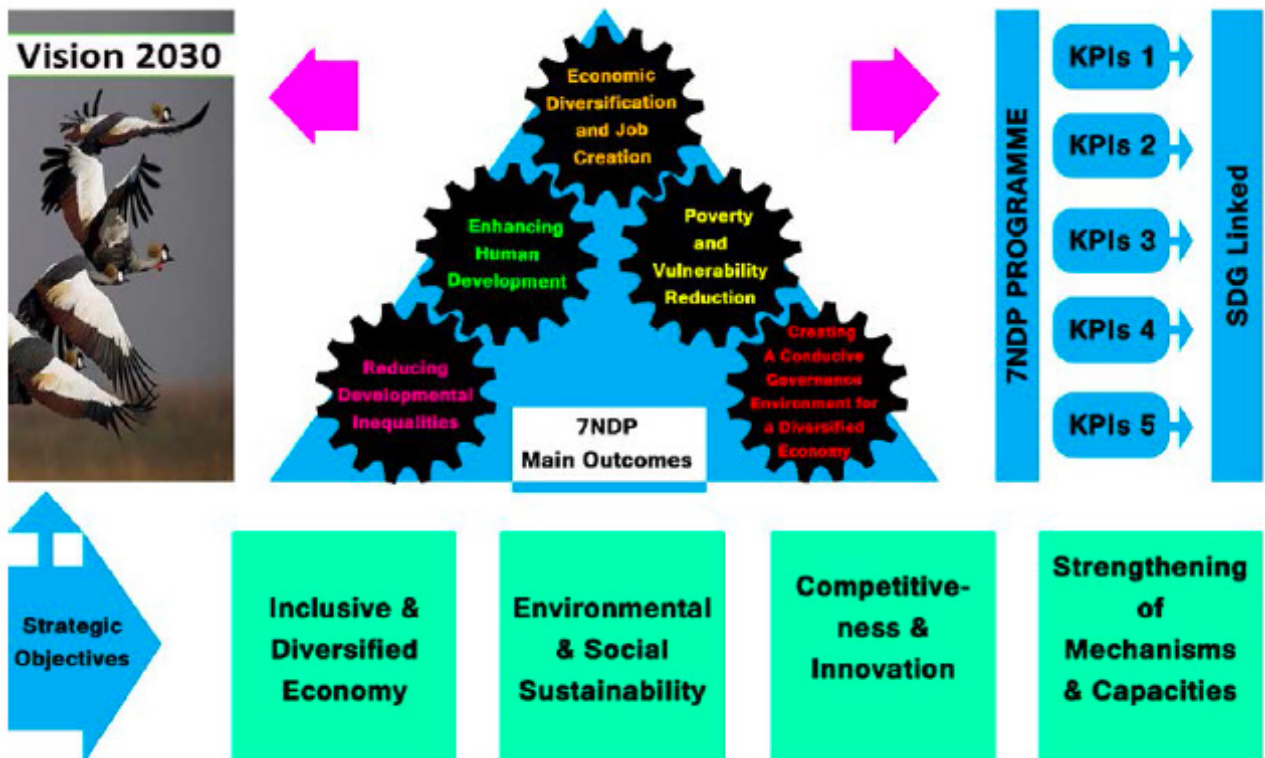 Vision 2030
Economic
Diversification
and Job
Creation
Enhancing
Human
Development
Poverty
and
Vulnerability
Reduction
Reducing
Developmental
Inequalities
Creating
A Conducive
Governance
Environment for
a Diversified
Economy
7NDP
Main Outcomes
7NDP PROGRAMME
KPIs 1
KPIs 2
KPIs 3
KPIs 4
KPIs 5
SDG Linked
Strategic
Objectives
Inclusive &
Diversified
Economy
Environmental
& Social
Sustainability
Competitive-
ness &
Innovation
Strengthening
of
Mechanisms
& Capacities